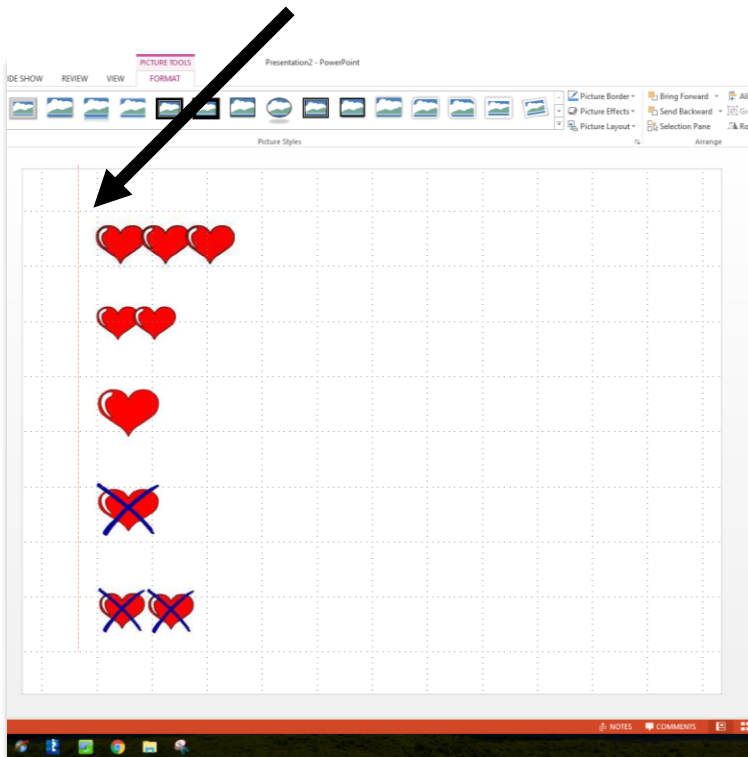 PICTURE TOOLS
Presentation2 - PowerPoint
DE SHOW REVIEW VIEW FORMAT
Picture Border
Picture Effects
Picture Layout
Bring Forward
Send Backward
Selection Pane
Picture Styles
Arrange
NOTES COMMENTS